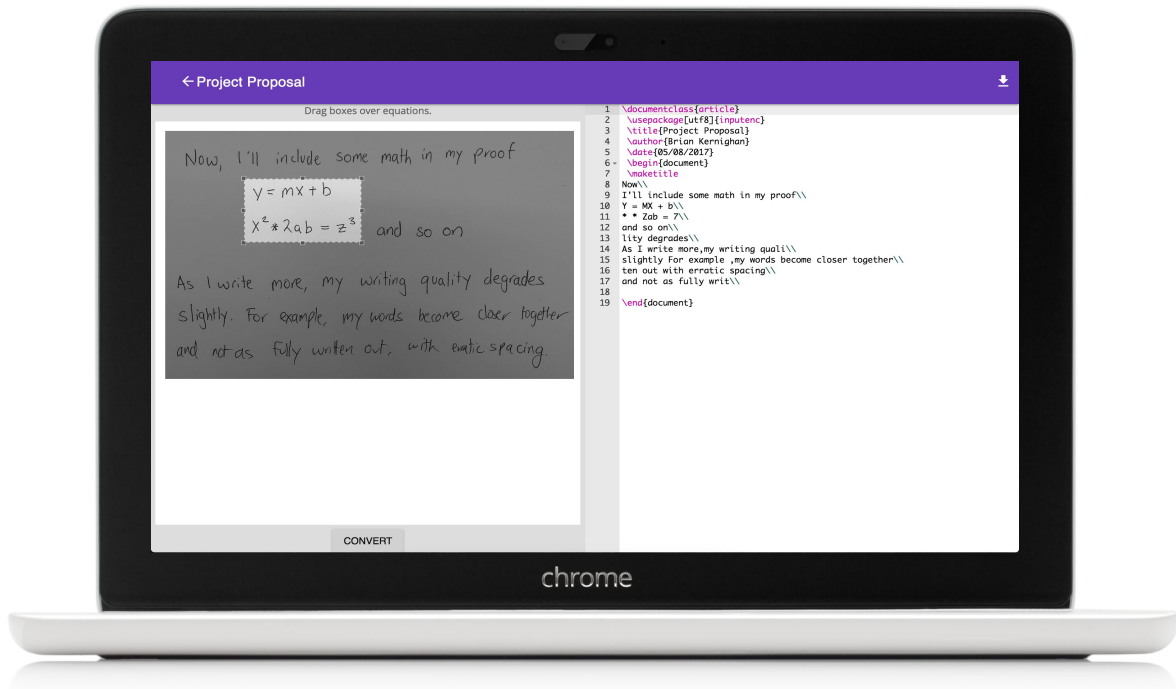 ← Project Proposal
Drag boxes over equations.
Now, I'll include some math in my proof
y = mx + b
x² * 2ab = z³ and so on
As I write more, my writing quality degrades
slightly. For example, my words become closer together
and not as fully written out, with erratic spacing.
CONVERT
1 \documentclass{article}
2 \usepackage[utf8]{inputenc}
3 \title{Project Proposal}
4 \author{Brian Kernighan}
5 \date{05/08/2017}
6 \begin{document}
7 \maketitle
8 Now\\
9 I'll include some math in my proof\\
10 Y = MX + b\\
11 * * Zab = 7\\
12 and so on\\
13 lity degrades\\
14 As I write more,my writing quali\\
15 slightly For example ,my words become closer together\\
16 ten out with erratic spacing\\
17 and not as fully writ\\
18
19 \end{document}
chrome